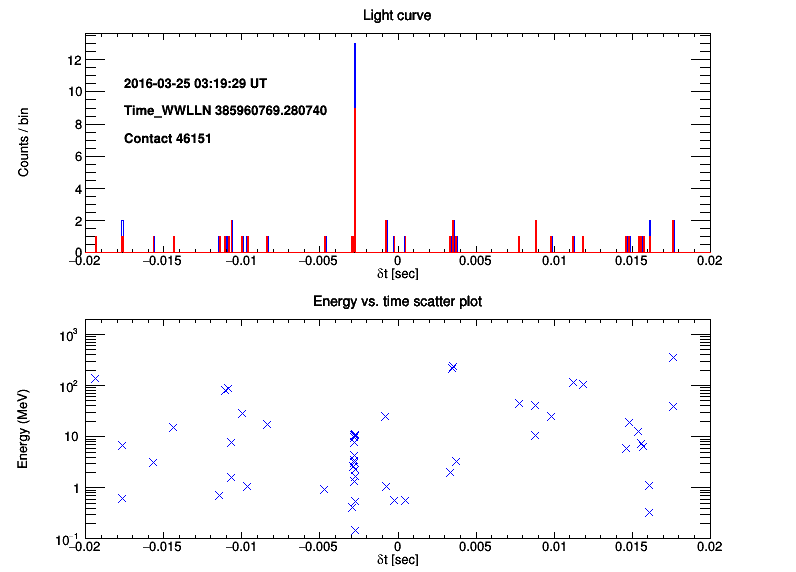 Light curve
12
10
8
6
4
2
0
Counts / bin
2016-03-25 03:19:29 UT
Time_WWLLN 385960769.280740
Contact 46151
−0.02 −0.015 −0.01 −0.005 0 0.005 0.01 0.015 0.02
δt [sec]
Energy vs. time scatter plot
10³
10²
10
1
10⁻¹
Energy (MeV)
−0.02 −0.015 −0.01 −0.005 0 0.005 0.01 0.015 0.02
δt [sec]